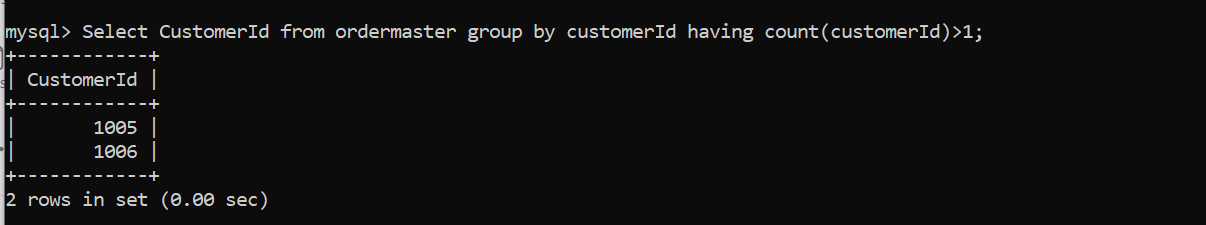 mysql> Select CustomerId from ordermaster group by customerId having count(customerId)>1;
+------------+
| CustomerId |
+------------+
|       1005 |
|       1006 |
+------------+
2 rows in set (0.00 sec)